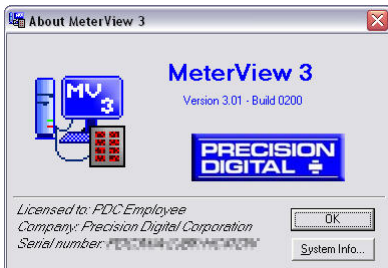 About MeterView 3
MV
3
MeterView 3
Version 3.01 - Build 0200
PRECISION
DIGITAL
Licensed to: PDC Employee
Company: Precision Digital Corporation
Serial number:
OK
System Info...